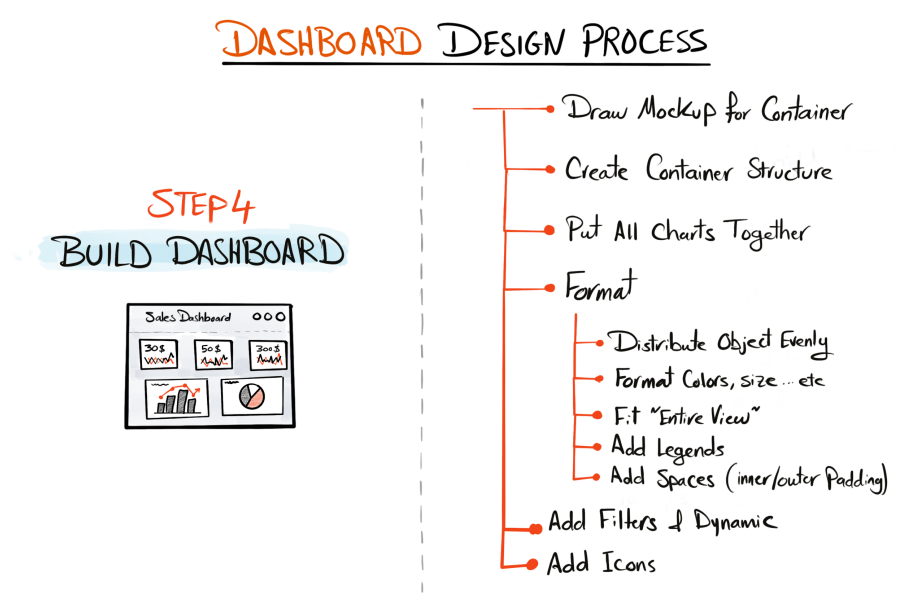 DASHBOARD DESIGN PROCESS
STEP 4
BUILD DASHBOARD
Sales Dashboard
30$ 50$ 300$
Draw Mockup for Container
Create Container Structure
Put All Charts Together
Format
Distribute Object Evenly
Format Colors, size ... etc
Fit "Entire View"
Add Legends
Add Spaces (inner/outer Padding)
Add Filters & Dynamic
Add Icons